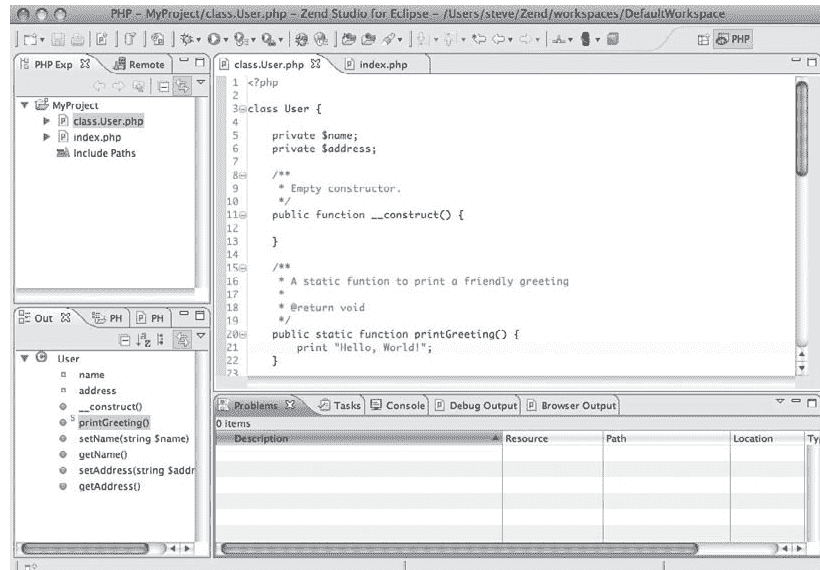 PHP – MyProject/class.User.php – Zend Studio for Eclipse – /Users/steve/Zend/workspaces/DefaultWorkspace
PHP
PHP Exp
Remote
MyProject
class.User.php
index.php
Include Paths
class.User.php
index.php
1 <?php
2
3 class User {
4
5 private $name;
6 private $address;
7
8 /**
9 * Empty constructor.
10 */
11 public function __construct() {
12
13 }
14
15 /**
16 * A static funtion to print a friendly greeting
17 *
18 * @return void
19 */
20 public static function printGreeting() {
21 print "Hello, World!";
22 }
23
Out
PH
PH
User
name
address
__construct()
S printGreeting()
setName(string $name)
getName()
setAddress(string $addr
getAddress()
Problems
Tasks
Console
Debug Output
Browser Output
0 items
Description
Resource
Path
Location
Ty